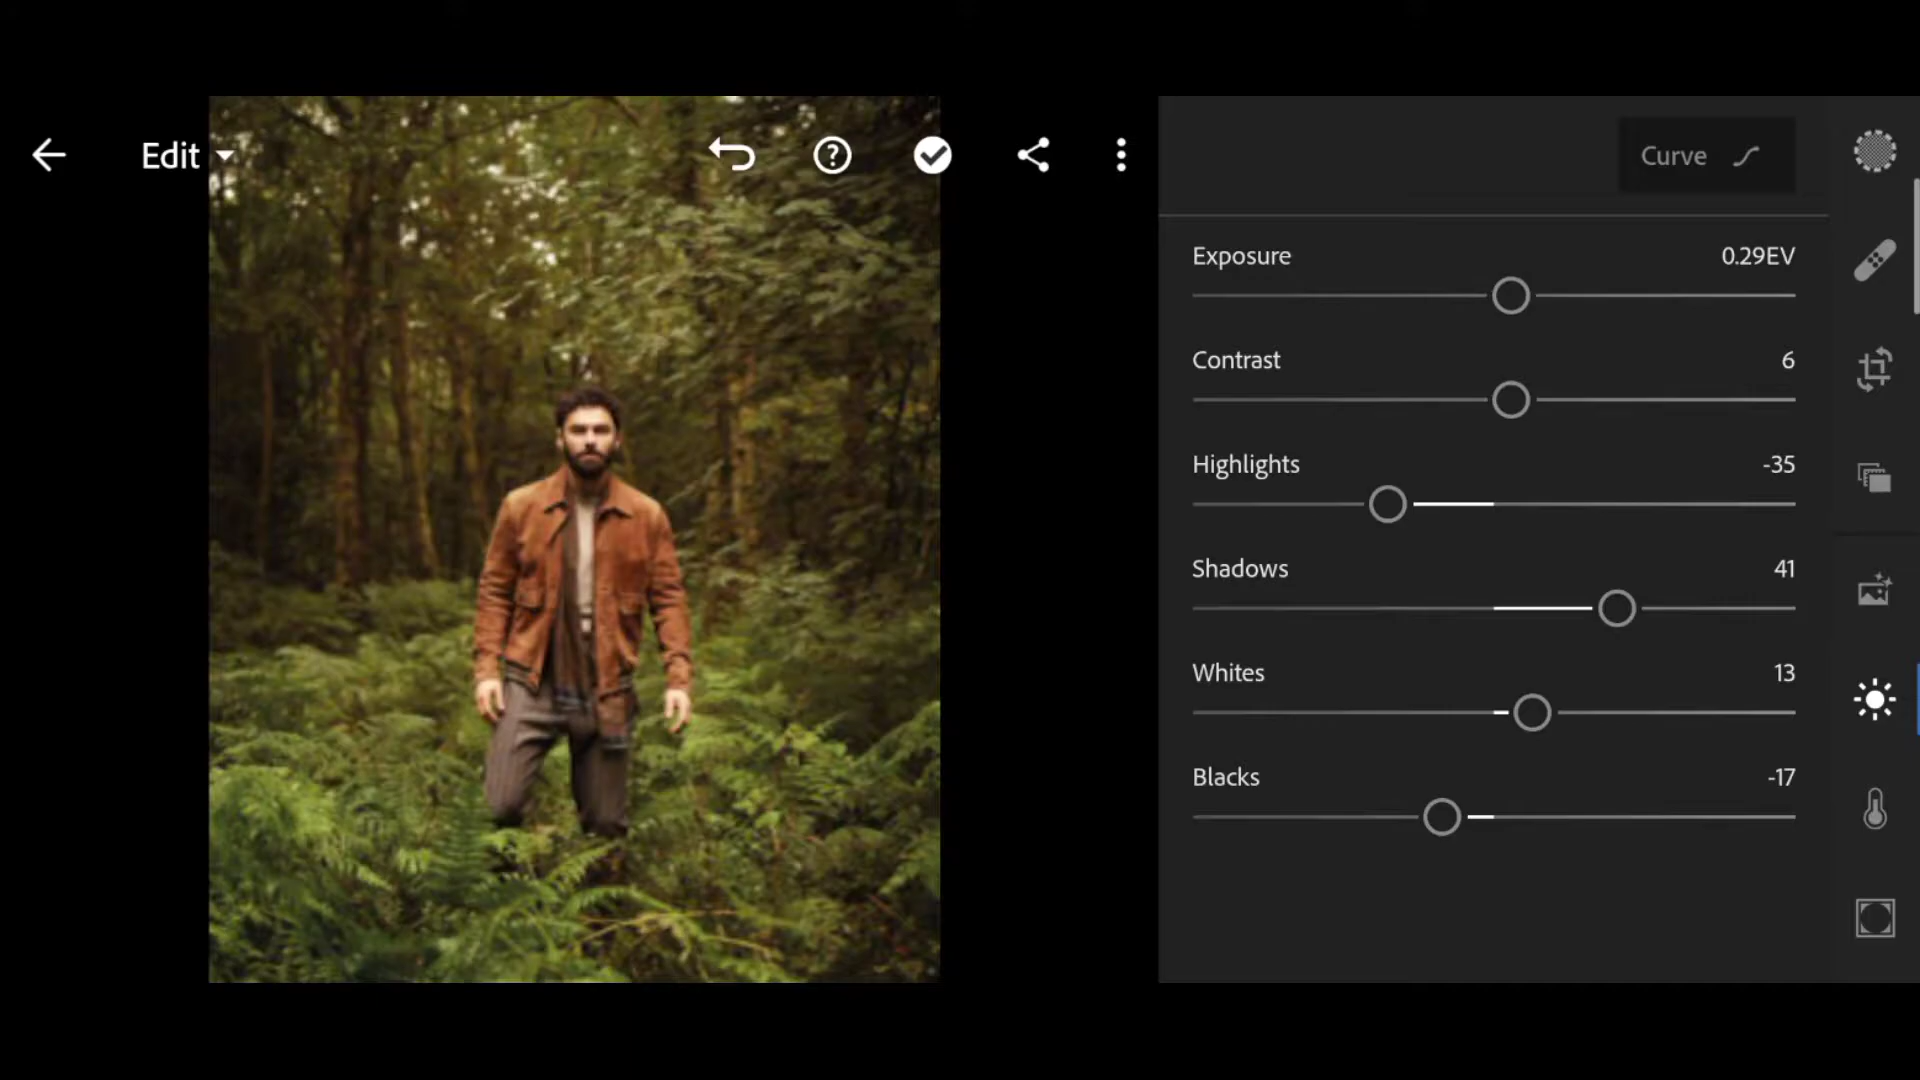 Edit
Curve
Exposure 0.29EV
Contrast 6
Highlights -35
Shadows 41
Whites 13
Blacks -17